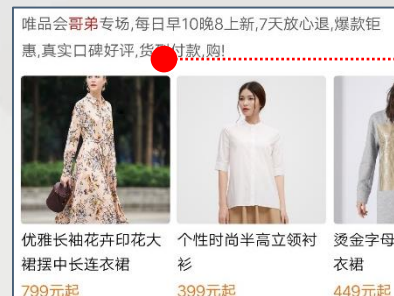 唯品会哥弟专场,每日早10晚8上新,7天放心退,爆款钜
惠,真实口碑好评,货到付款,购!
优雅长袖花卉印花大
裙摆中长连衣裙
799元起
个性时尚半高立领衬
衫
399元起
烫金字母
衣裙
449元起